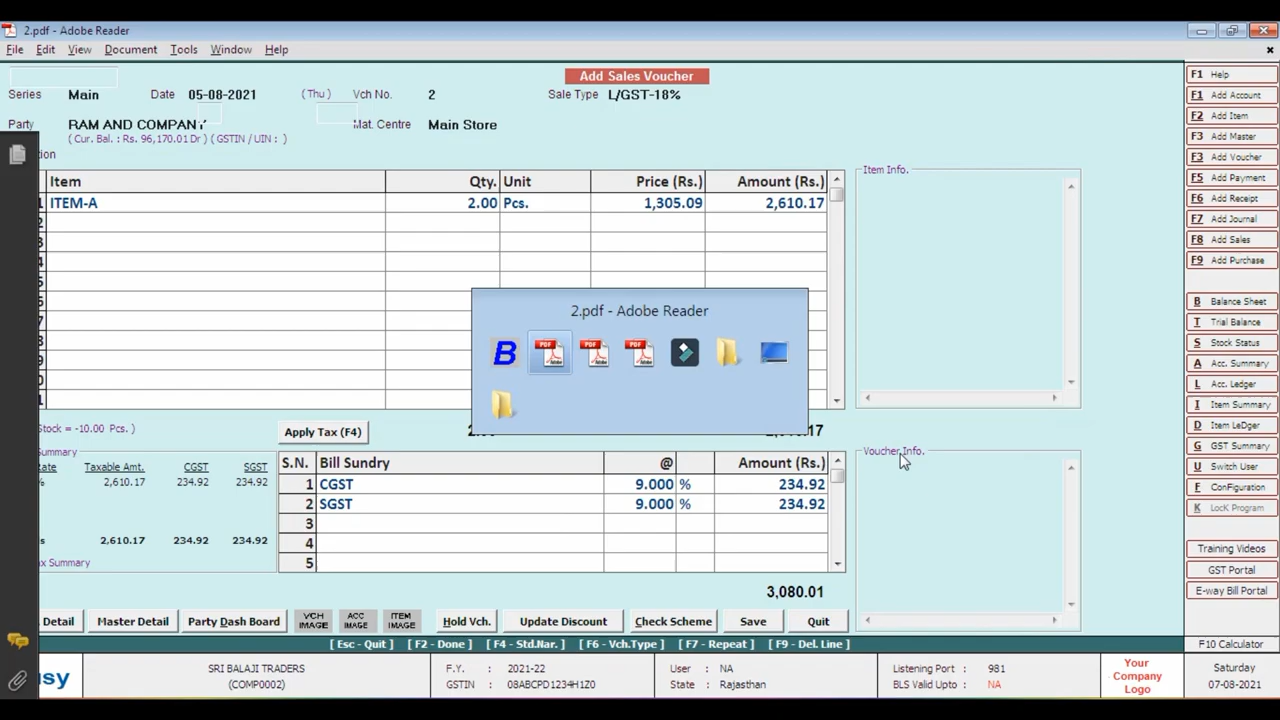 2.pdf - Adobe Reader
File Edit View Document Tools Window Help
Add Sales Voucher
Series Main Date 05-08-2021 ( Thu ) Vch No. 2 Sale Type L/GST-18%
Party RAM AND COMPANY Mat. Centre Main Store
( Cur. Bal. : Rs. 96,170.01 Dr ) ( GSTIN / UIN : )
Item Qty. Unit Price (Rs.) Amount (Rs.)
ITEM-A 2.00 Pcs. 1,305.09 2,610.17
Item Info.
2.pdf - Adobe Reader
B
Stock = -10.00 Pcs. )
Apply Tax (F4)
Taxable Amt. CGST SGST
2,610.17 234.92 234.92
2,610.17 234.92 234.92
S.N. Bill Sundry @ Amount (Rs.)
1 CGST 9.000 % 234.92
2 SGST 9.000 % 234.92
3
4
5
3,080.01
Voucher Info.
Detail Master Detail Party Dash Board VCH IMAGE ACC IMAGE ITEM IMAGE Hold Vch. Update Discount Check Scheme Save Quit
[ Esc - Quit ] [ F2 - Done ] [ F4 - Std.Nar. ] [ F6 - Vch.Type ] [ F7 - Repeat ] [ F9 - Del. Line ]
SRI BALAJI TRADERS
(COMP0002)
F.Y. : 2021-22
GSTIN : 08ABCPD1234H1Z0
User : NA
State : Rajasthan
Listening Port : 981
BLS Valid Upto : NA
Your
Company
Logo
Saturday
07-08-2021
F1 Help
F1 Add Account
F2 Add Item
F3 Add Master
F3 Add Voucher
F5 Add Payment
F6 Add Receipt
F7 Add Journal
F8 Add Sales
F9 Add Purchase
B Balance Sheet
T Trial Balance
S Stock Status
A Acc. Summary
L Acc. Ledger
I Item Summary
D Item LeDger
G GST Summary
U Switch User
F ConFiguration
K LocK Program
Training Videos
GST Portal
E-way Bill Portal
F10 Calculator